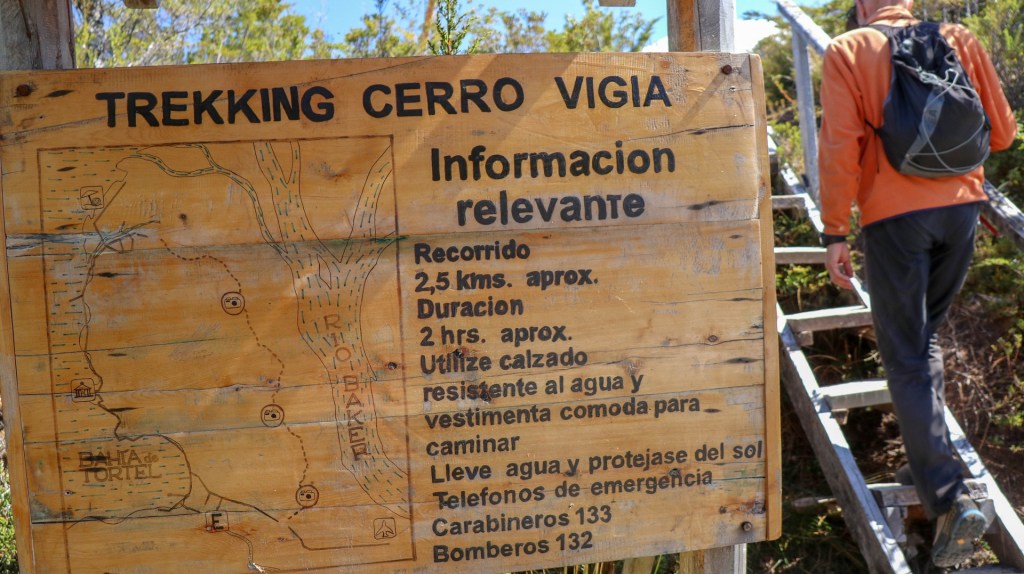 TREKKING CERRO VIGIA
Informacion
relevante
Recorrido
2,5 kms. aprox.
Duracion
2 hrs. aprox.
Utilize calzado
resistente al agua y
vestimenta comoda para
caminar
Lleve agua y protejase del sol
Telefonos de emergencia
Carabineros 133
Bomberos 132
RIO BAKER
BAHIA de
TORTEL
E